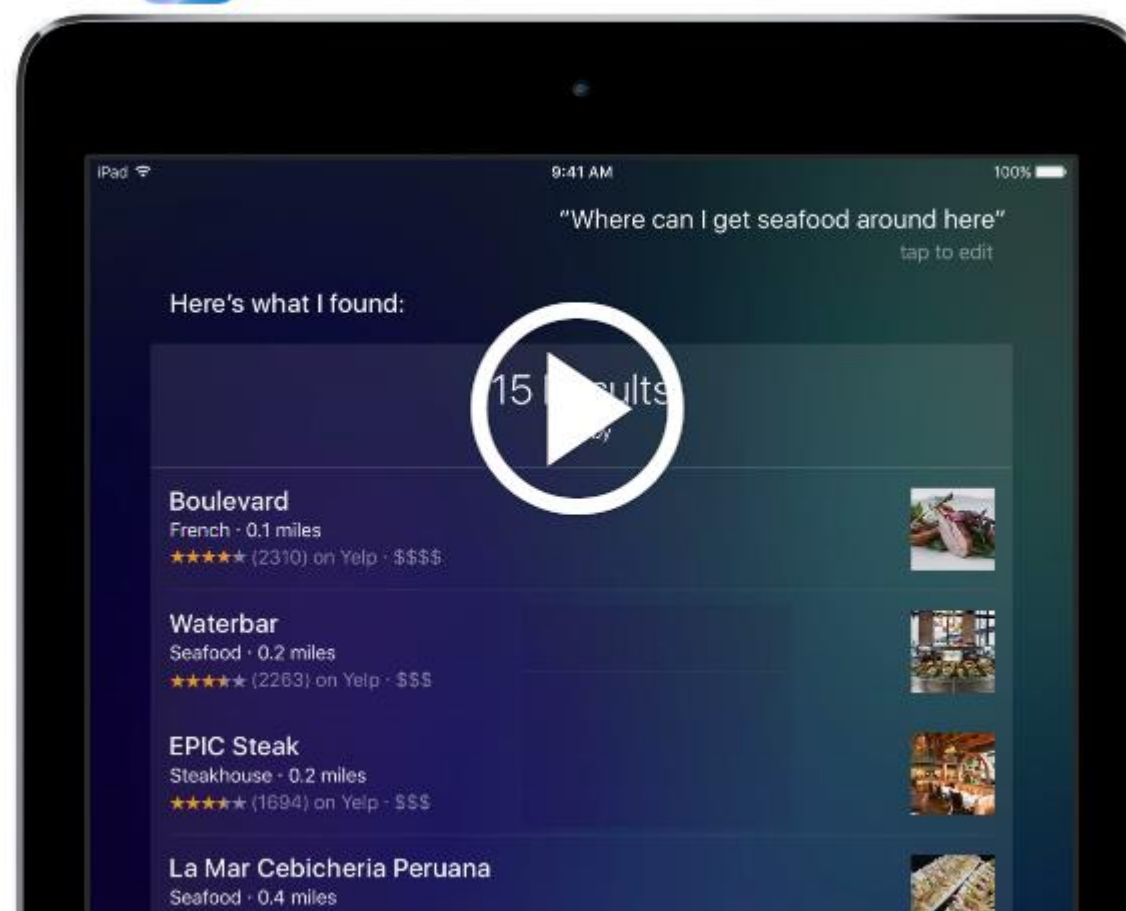 iPad
9:41 AM
100%
“Where can I get seafood around here”
tap to edit
Here’s what I found:
15
Boulevard
French · 0.1 miles
(2310) on Yelp · $$$$
Waterbar
Seafood · 0.2 miles
(2263) on Yelp · $$$
EPIC Steak
Steakhouse · 0.2 miles
(1694) on Yelp · $$$
La Mar Cebicheria Peruana
Seafood · 0.4 miles